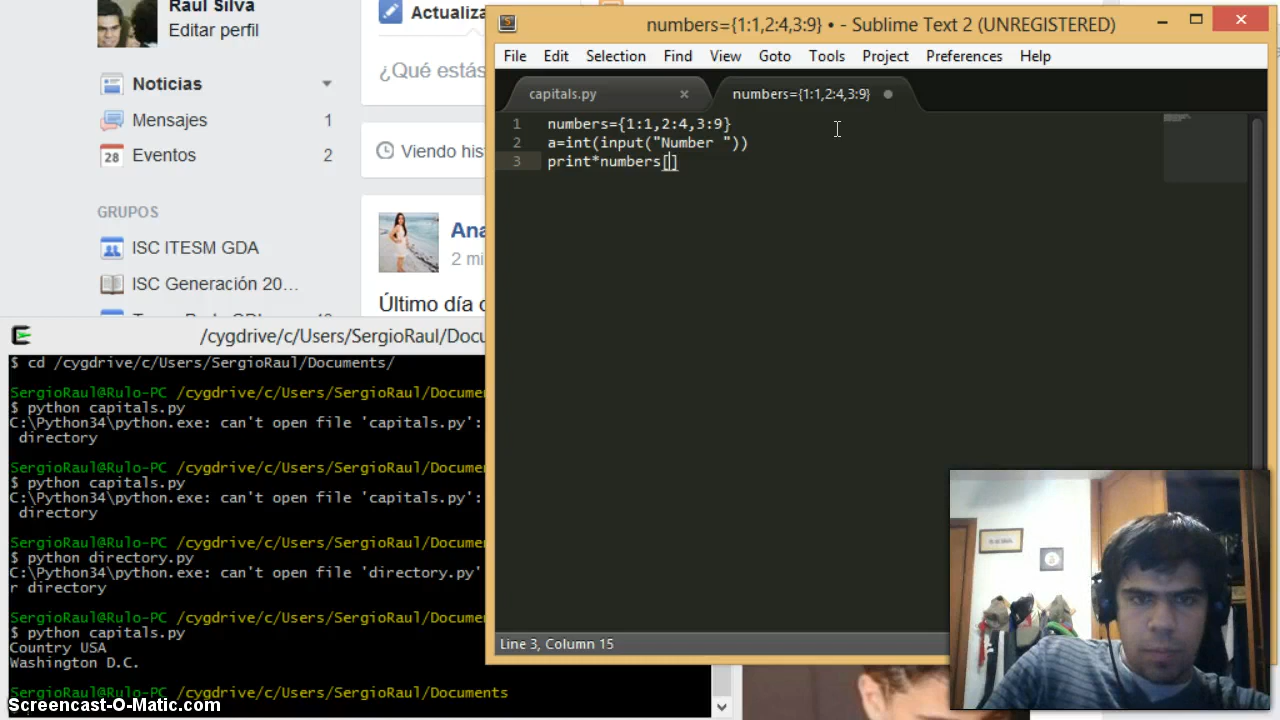 Raul Silva
Editar perfil
Noticias
Mensajes 1
28 Eventos 2
GRUPOS
ISC ITESM GDA
ISC Generación 20...
Actualiza
¿Qué estás
Viendo his
Ana
2 mi
Último día
numbers={1:1,2:4,3:9} • - Sublime Text 2 (UNREGISTERED)
File Edit Selection Find View Goto Tools Project Preferences Help
capitals.py × numbers={1:1,2:4,3:9}
1 numbers={1:1,2:4,3:9}
2 a=int(input("Number "))
3 print*numbers[]
Line 3, Column 15
/cygdrive/c/Users/SergioRaul/Docu
$ cd /cygdrive/c/Users/SergioRaul/Documents/
SergioRaul@Rulo-PC /cygdrive/c/Users/SergioRaul/Documen
$ python capitals.py
C:\Python34\python.exe: can't open file 'capitals.py':
directory
SergioRaul@Rulo-PC /cygdrive/c/Users/SergioRaul/Documen
$ python capitals.py
C:\Python34\python.exe: can't open file 'capitals.py':
directory
SergioRaul@Rulo-PC /cygdrive/c/Users/SergioRaul/Documen
$ python directory.py
C:\Python34\python.exe: can't open file 'directory.py'
r directory
SergioRaul@Rulo-PC /cygdrive/c/Users/SergioRaul/Documen
$ python capitals.py
Country USA
Washington D.C.
SergioRaul@Rulo-PC /cygdrive/c/Users/SergioRaul/Documents
Screencast-O-Matic.com